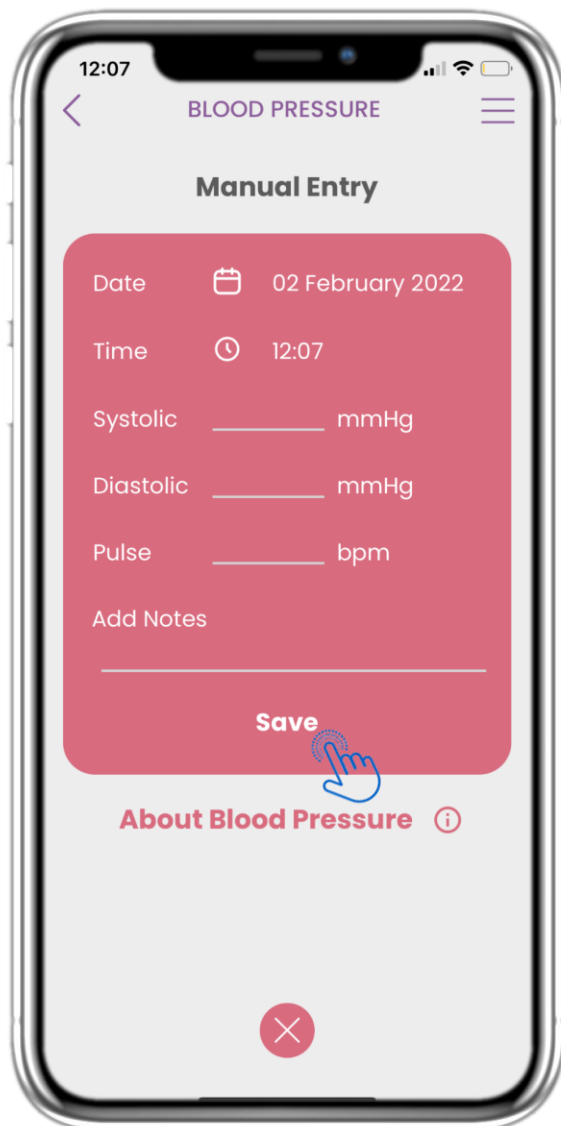 12:07
BLOOD PRESSURE
Manual Entry
Date 02 February 2022
Time 12:07
Systolic mmHg
Diastolic mmHg
Pulse bpm
Add Notes
Save
About Blood Pressure